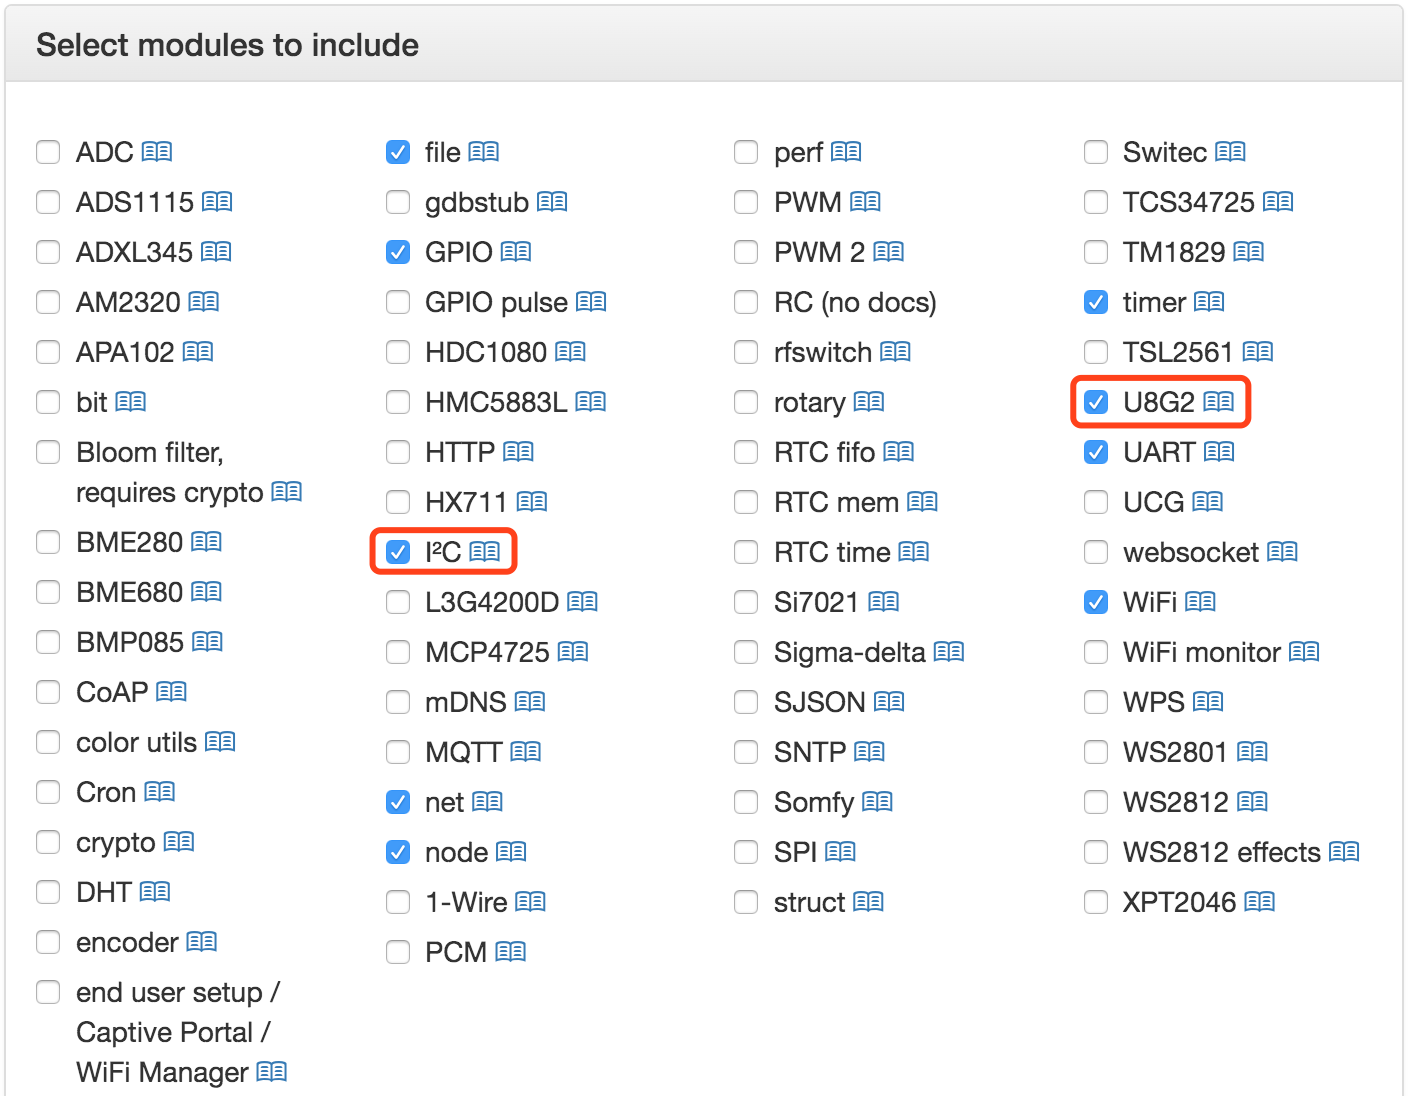 Select modules to include
ADC
ADS1115
ADXL345
AM2320
APA102
bit
Bloom filter,
requires crypto
BME280
BME680
BMP085
CoAP
color utils
Cron
crypto
DHT
encoder
end user setup /
Captive Portal /
WiFi Manager
file
gdbstub
GPIO
GPIO pulse
HDC1080
HMC5883L
HTTP
HX711
I²C
L3G4200D
MCP4725
mDNS
MQTT
net
node
1-Wire
PCM
perf
PWM
PWM 2
RC (no docs)
rfswitch
rotary
RTC fifo
RTC mem
RTC time
Si7021
Sigma-delta
SJSON
SNTP
Somfy
SPI
struct
Switec
TCS34725
TM1829
timer
TSL2561
U8G2
UART
UCG
websocket
WiFi
WiFi monitor
WPS
WS2801
WS2812
WS2812 effects
XPT2046